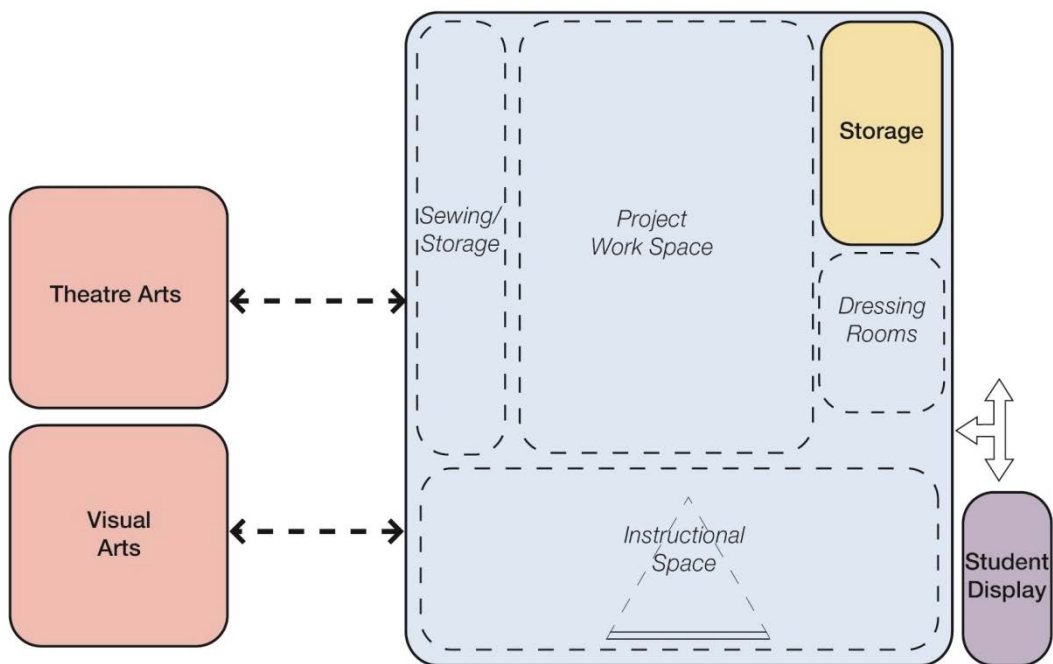 Storage
Sewing/
Storage
Project
Work Space
Theatre Arts
Dressing
Rooms
Visual
Arts
Instructional
Space
Student
Display